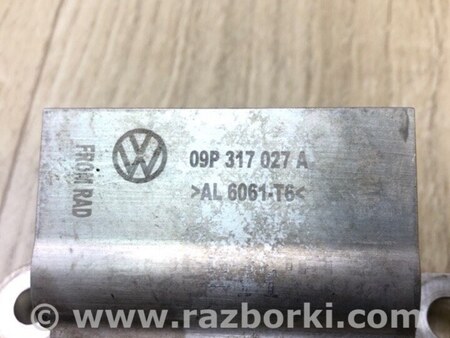 FROM RAD
09P 317 027 A
>AL 6061-T6<
© www.razborki.com